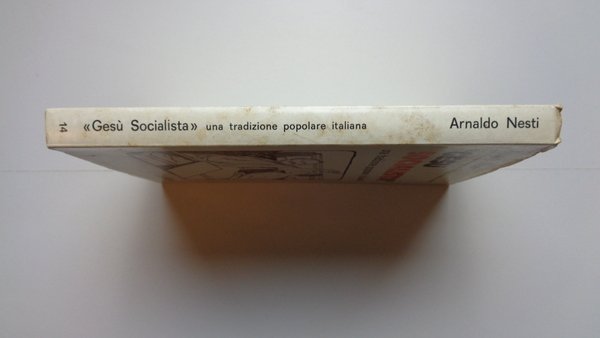 14 «Gesù Socialista» una tradizione popolare italiana Arnaldo Nesti